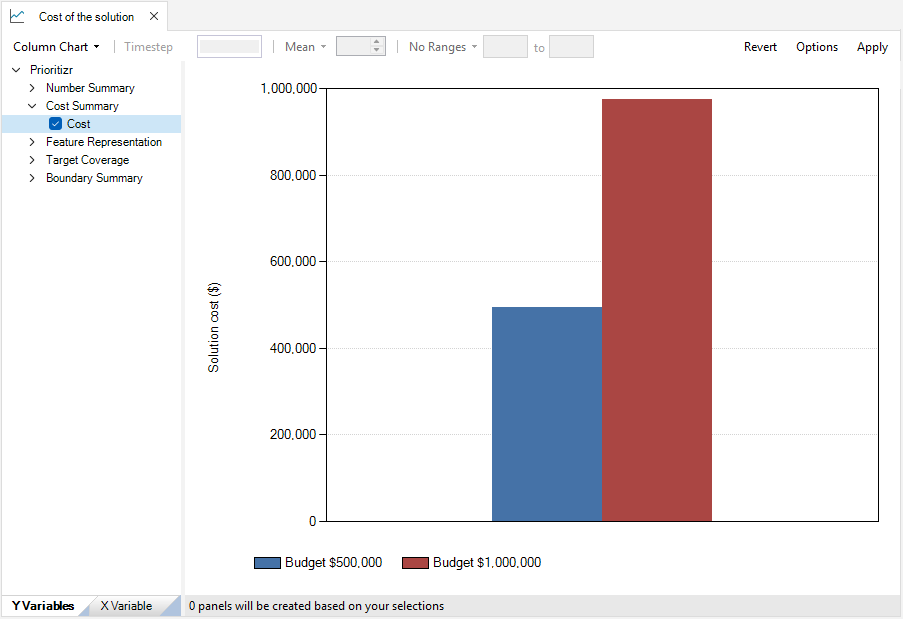 Cost of the solution
Column Chart Timestep Mean No Ranges to Revert Options Apply
Prioritizr
Number Summary
Cost Summary
Cost
Feature Representation
Target Coverage
Boundary Summary
1,000,000
800,000
600,000
400,000
200,000
0
Solution cost ($)
Budget $500,000 Budget $1,000,000
Y Variables X Variable 0 panels will be created based on your selections